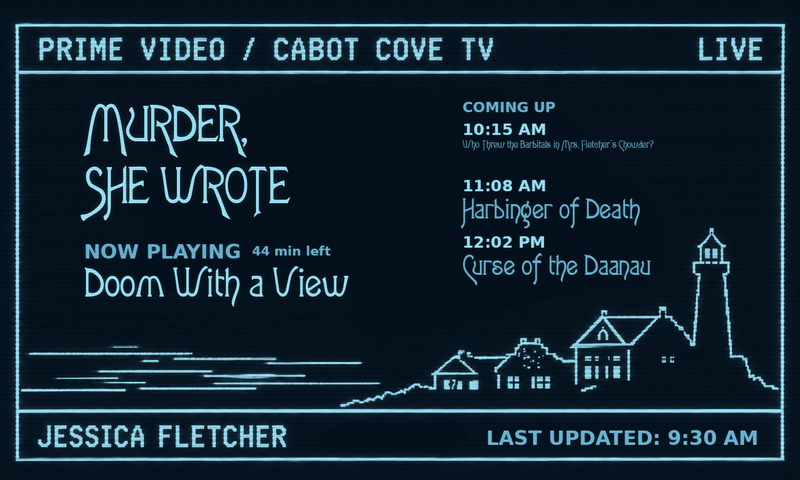 PRIME VIDEO / CABOT COVE TV
LIVE
MURDER,
SHE WROTE
NOW PLAYING 44 min left
Doom With a View
COMING UP
10:15 AM
Who Threw the Barbitals in Mrs. Fletcher's Chowder?
11:08 AM
Harbinger of Death
12:02 PM
Curse of the Daanau
JESSICA FLETCHER
LAST UPDATED: 9:30 AM